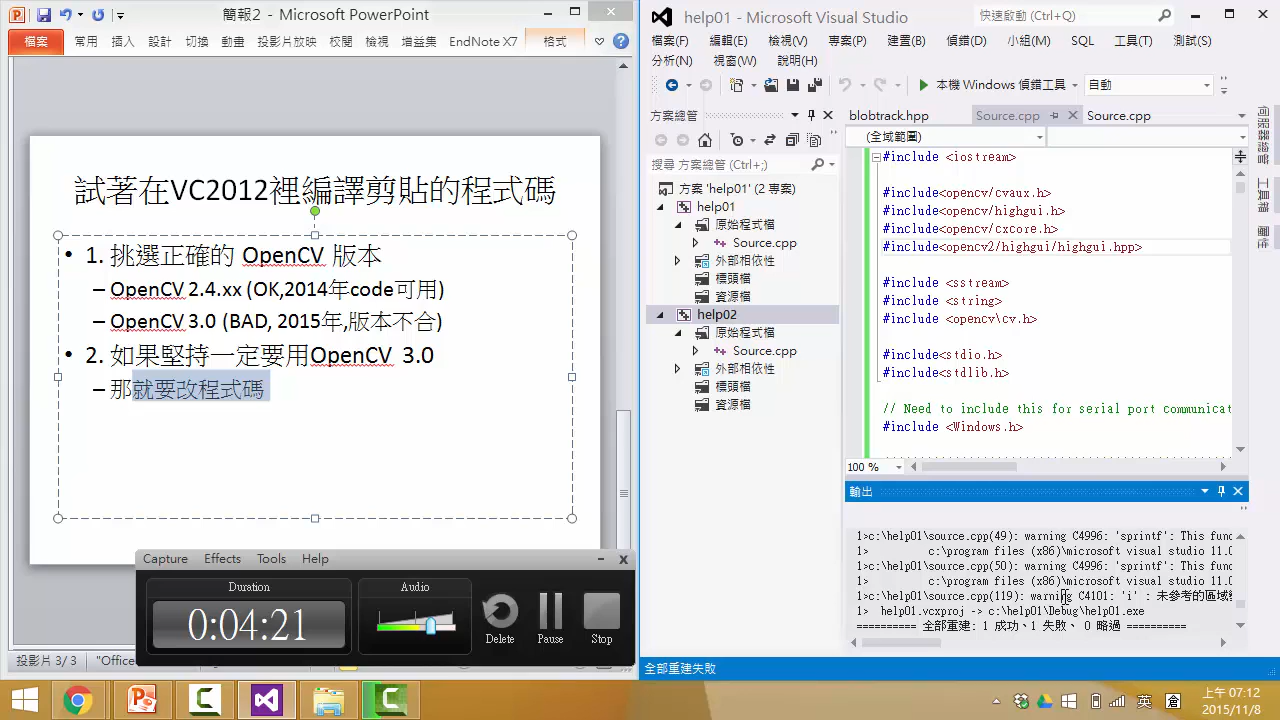 簡報2 - Microsoft PowerPoint
檔案 常用 插入 設計 切換 動畫 投影片放映 校閱 檢視 增益集 EndNote X7 格式
試著在VC2012裡編譯剪貼的程式碼
• 1. 挑選正確的 OpenCV 版本
– OpenCV 2.4.xx (OK,2014年code可用)
– OpenCV 3.0 (BAD, 2015年,版本不合)
• 2. 如果堅持一定要用OpenCV 3.0
– 那就要改程式碼
Capture Effects Tools Help
Duration
0:04:21
Audio
Delete
Pause
Stop
投影片 3/3 "Office
help01 - Microsoft Visual Studio
快速啟動 (Ctrl+Q)
檔案(F) 編輯(E) 檢視(V) 專案(P) 建置(B) 偵錯(D) 小組(M) SQL 工具(T) 測試(S)
分析(N) 視窗(W) 說明(H)
本機 Windows 偵錯工具 自動
方案總管
搜尋 方案總管 (Ctrl+;)
方案 'help01' (2 專案)
help01
原始程式檔
Source.cpp
外部相依性
標頭檔
資源檔
help02
原始程式檔
Source.cpp
外部相依性
標頭檔
資源檔
blobtrack.hpp Source.cpp Source.cpp
(全域範圍)
#include <iostream>
#include<opencv/cvaux.h>
#include<opencv/highgui.h>
#include<opencv/cxcore.h>
#include<opencv2/highgui/highgui.hpp>
#include <sstream>
#include <string>
#include <opencv\cv.h>
#include <stdio.h>
#include <stdlib.h>
// Need to include this for serial port communicat
#include <Windows.h>
100 %
輸出
1>c:\help01\source.cpp(49): warning C4996: 'sprintf': This func
1> c:\program files (x86)\microsoft visual studio 11.0
1>c:\help01\source.cpp(50): warning C4996: 'sprintf': This func
1> c:\program files (x86)\microsoft visual studio 11.0
1>c:\help01\source.cpp(119): warning C4101: 'i' : 未參考的區域
1> help01.vcxproj -> c:\help01\Debug\help01.exe
========== 全部重建: 1 成功、1 失敗、 0 略過 ==========
全部重建失敗
伺服器總管
工具箱
屬性
英
倉
上午 07:12
2015/11/8